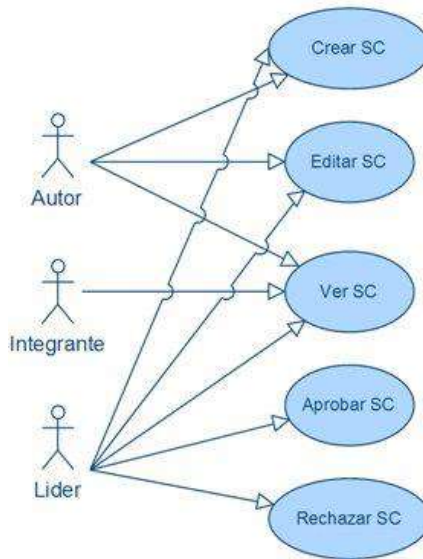 Crear SC
Autor
Editar SC
Integrante
Ver SC
Aprobar SC
Lider
Rechazar SC